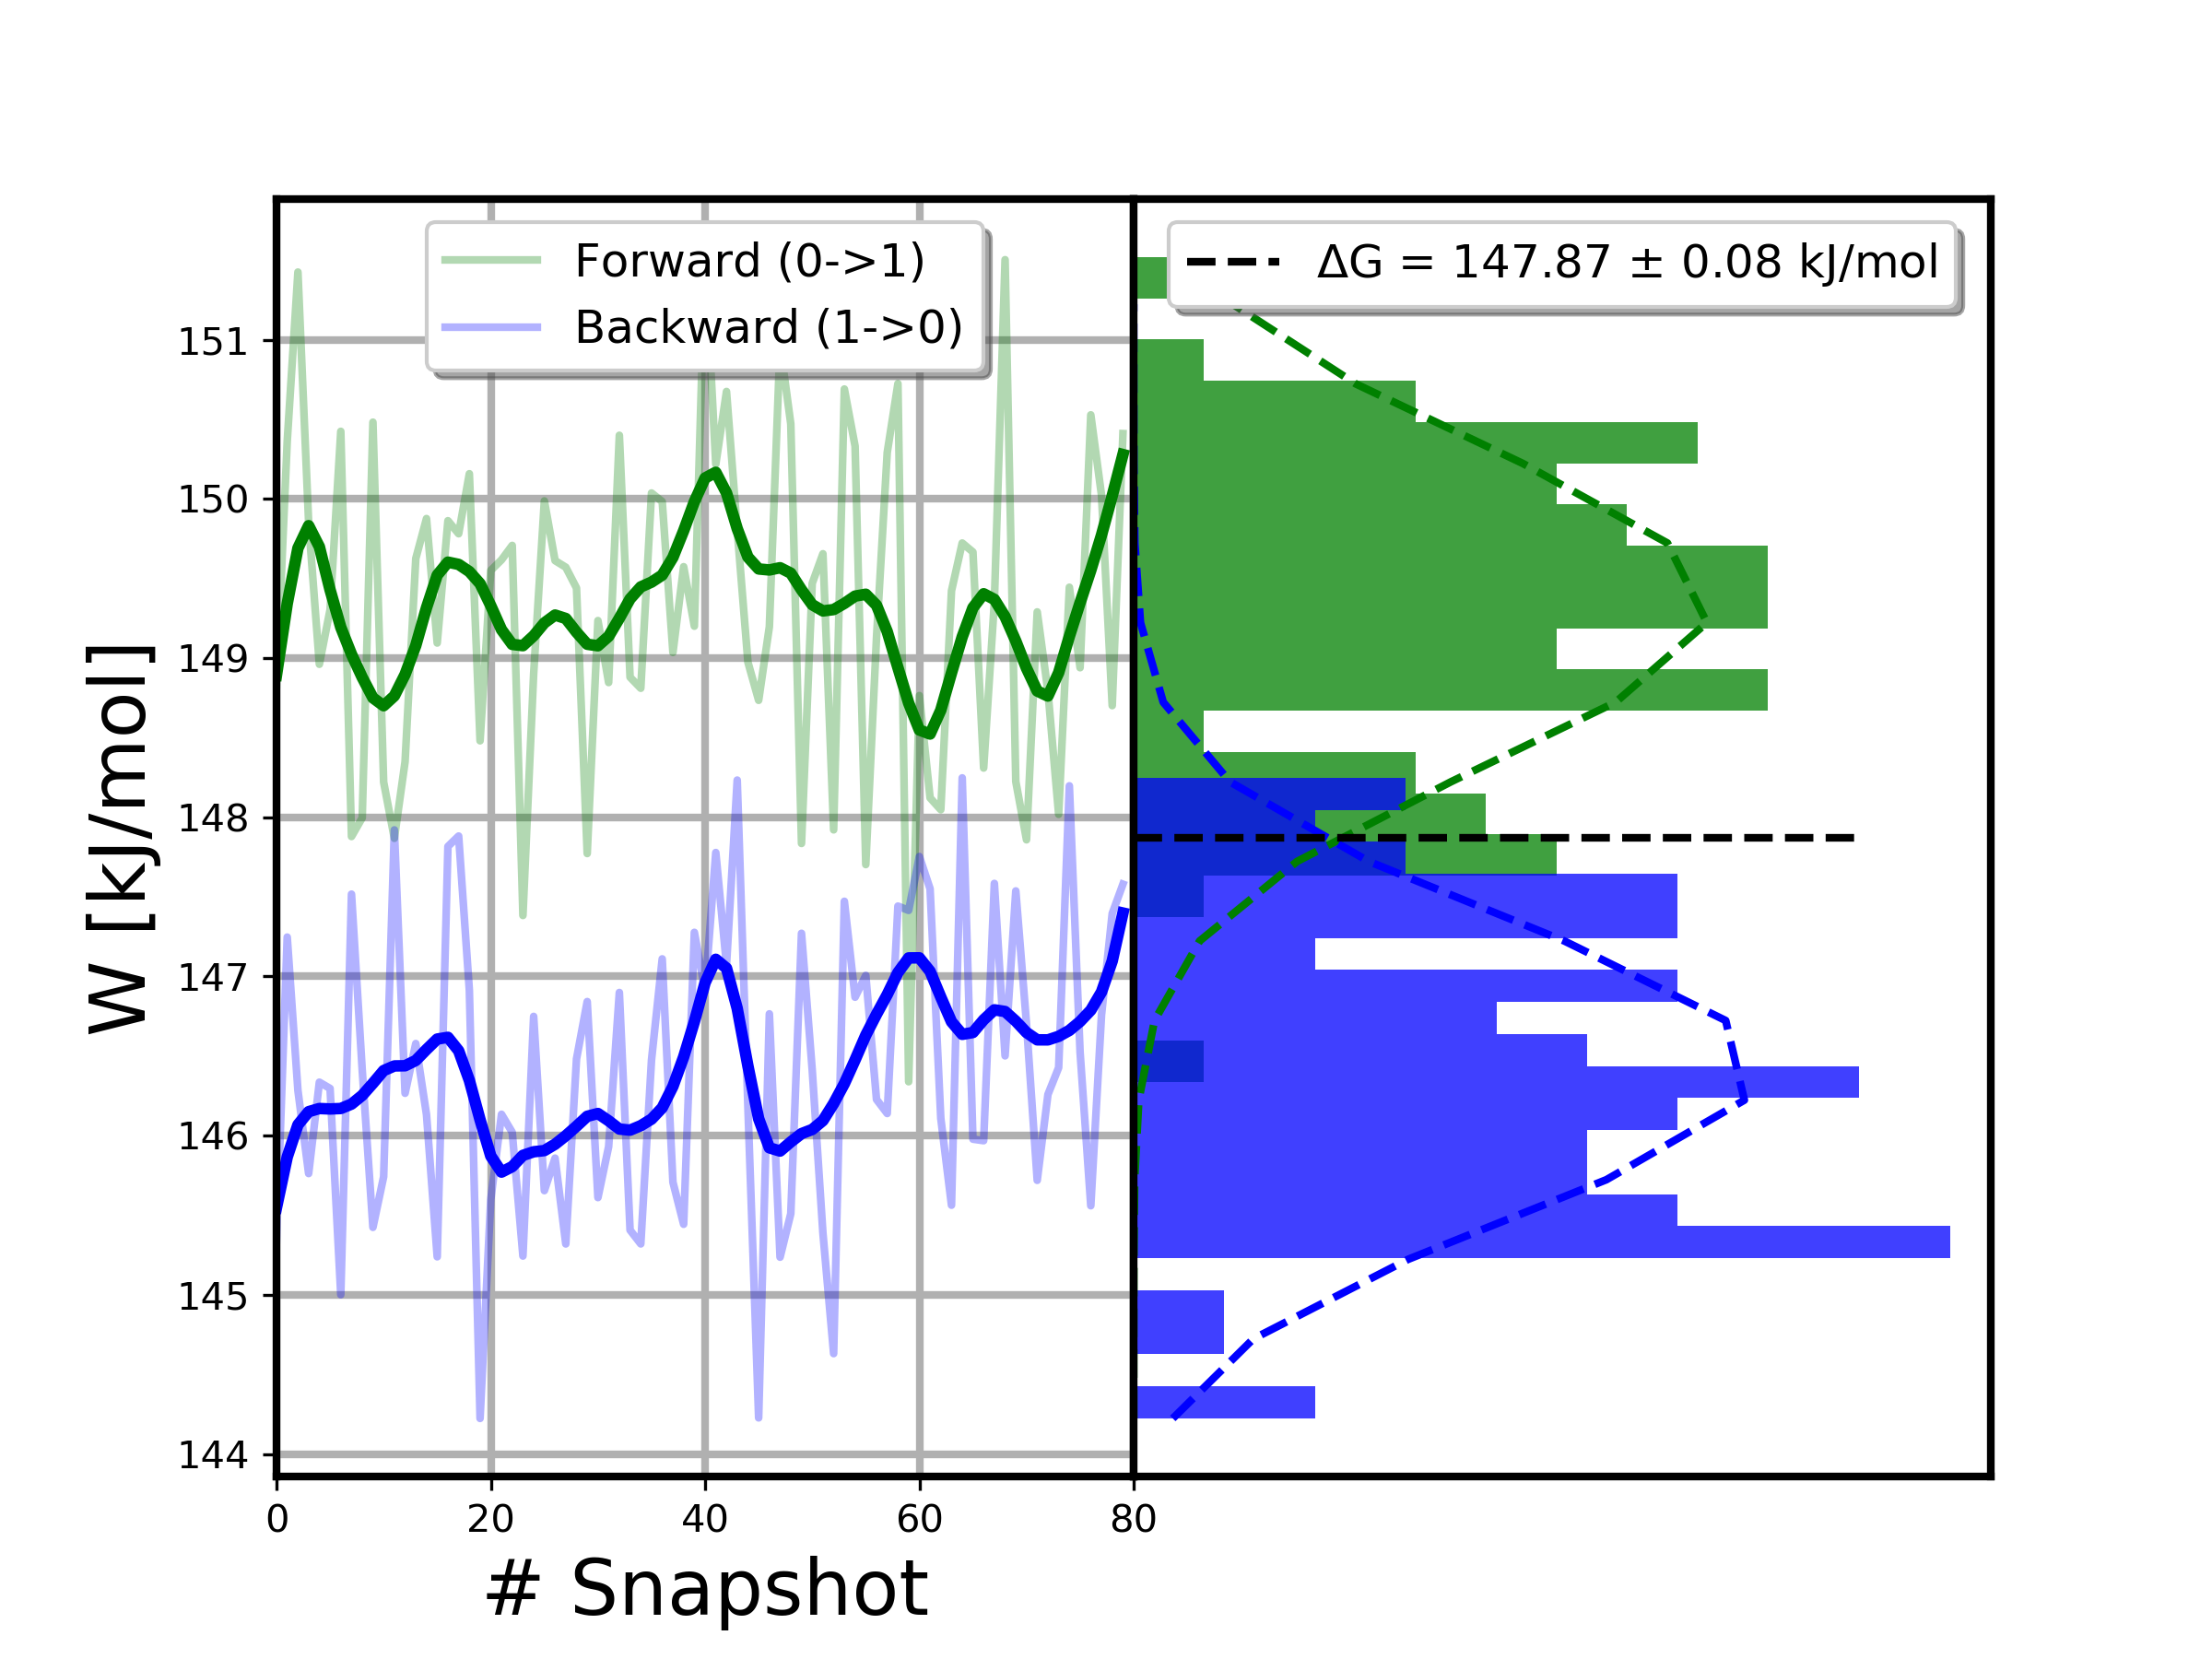 Forward (0->1)
Backward (1->0)
ΔG = 147.87 ± 0.08 kJ/mol
W [kJ/mol]
151
150
149
148
147
146
145
144
0 20 40 60 80
# Snapshot